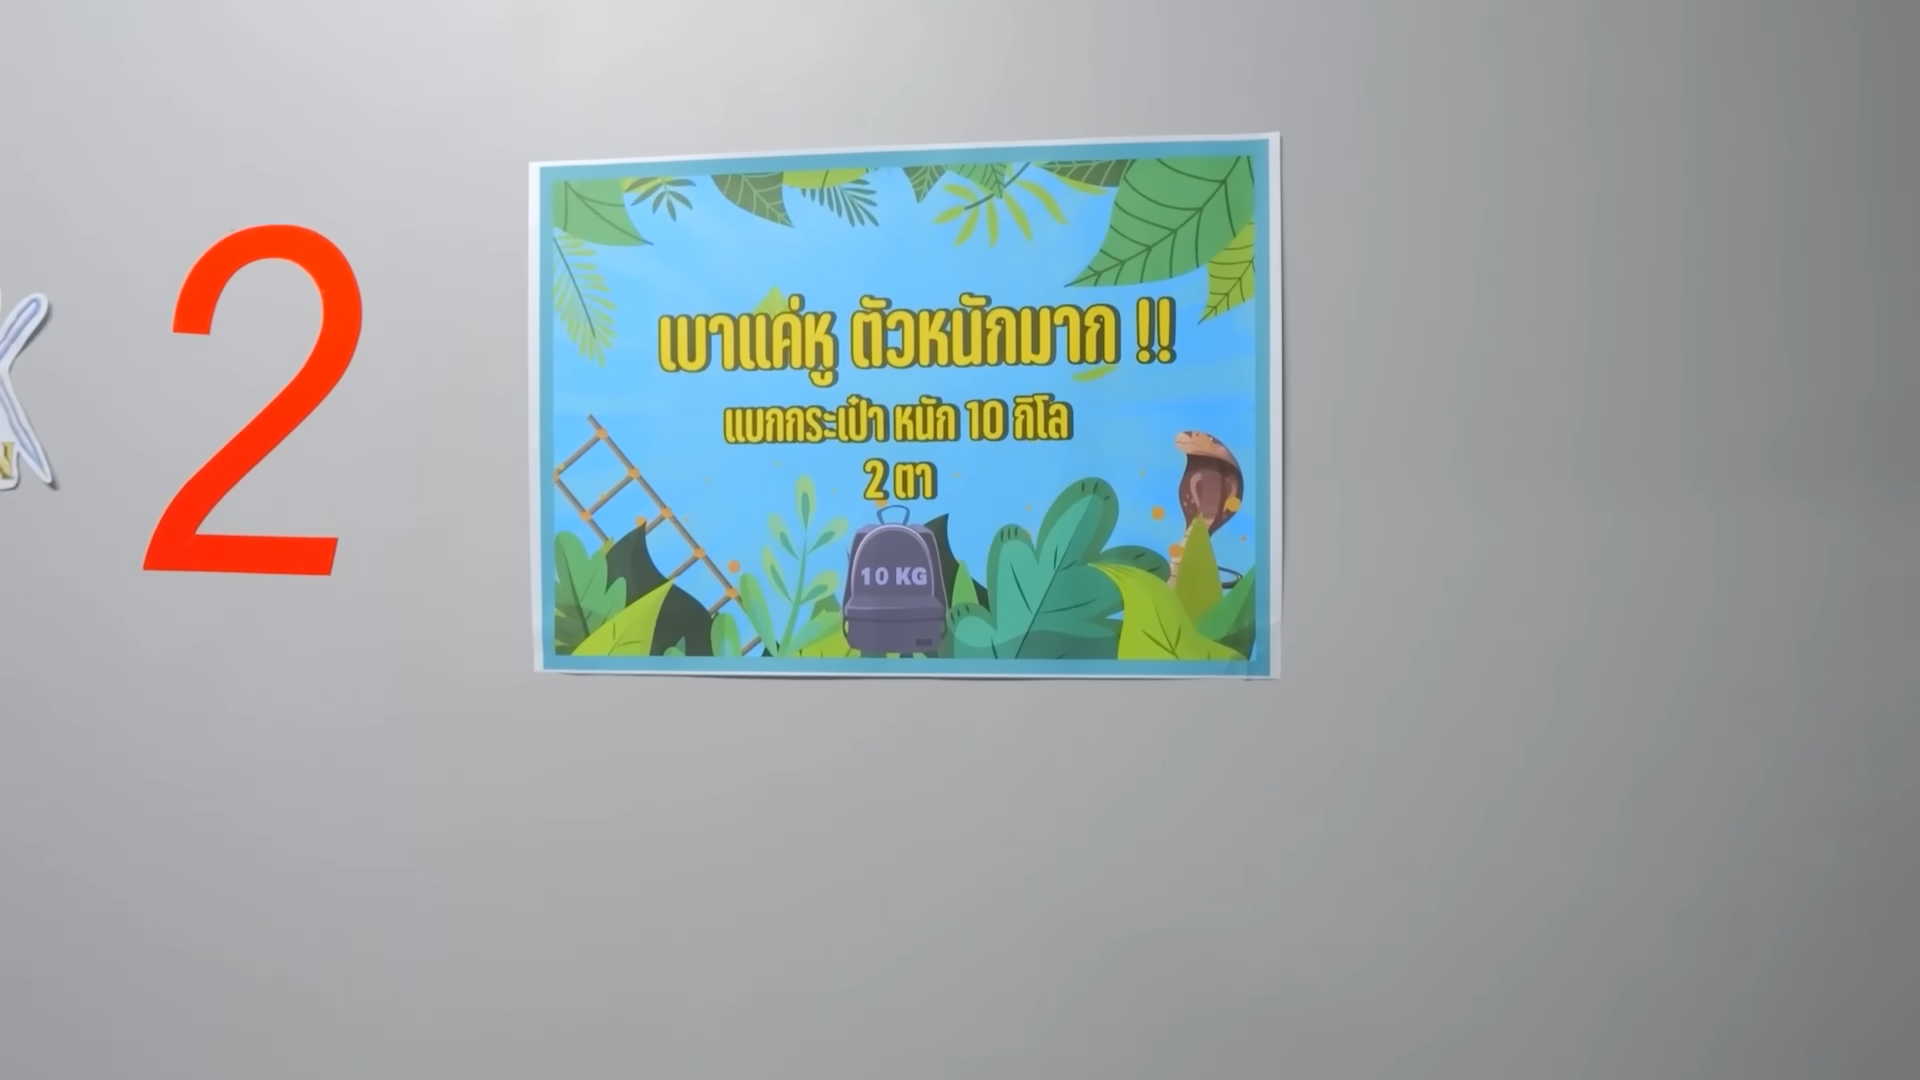 2
เบาแค่หู ตัวหนักมาก !!
แบกกระเป๋า หนัก 10 กิโล
2 ตา
10 KG